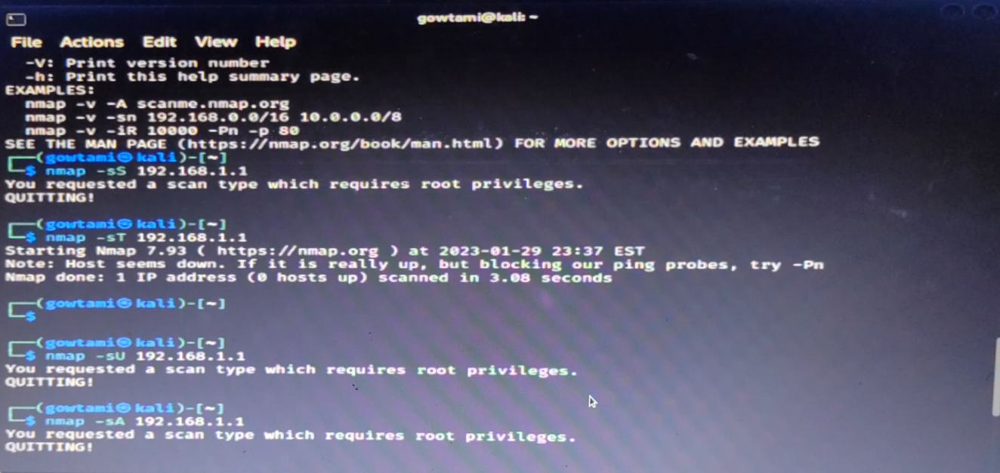 gowtami@kali: ~
File Actions Edit View Help
-V: Print version number
-h: Print this help summary page.
EXAMPLES:
nmap -v -A scanme.nmap.org
nmap -v -sn 192.168.0.0/16 10.0.0.0/8
nmap -v -iR 10000 -Pn -p 80
SEE THE MAN PAGE (https://nmap.org/book/man.html) FOR MORE OPTIONS AND EXAMPLES
┌──(gowtami㉿kali)-[~]
└─$ nmap -sS 192.168.1.1
You requested a scan type which requires root privileges.
QUITTING!
┌──(gowtami㉿kali)-[~]
└─$ nmap -sT 192.168.1.1
Starting Nmap 7.93 ( https://nmap.org ) at 2023-01-29 23:37 EST
Note: Host seems down. If it is really up, but blocking our ping probes, try -Pn
Nmap done: 1 IP address (0 hosts up) scanned in 3.08 seconds
┌──(gowtami㉿kali)-[~]
└─$
┌──(gowtami㉿kali)-[~]
└─$ nmap -sU 192.168.1.1
You requested a scan type which requires root privileges.
QUITTING!
┌──(gowtami㉿kali)-[~]
└─$ nmap -sA 192.168.1.1
You requested a scan type which requires root privileges.
QUITTING!